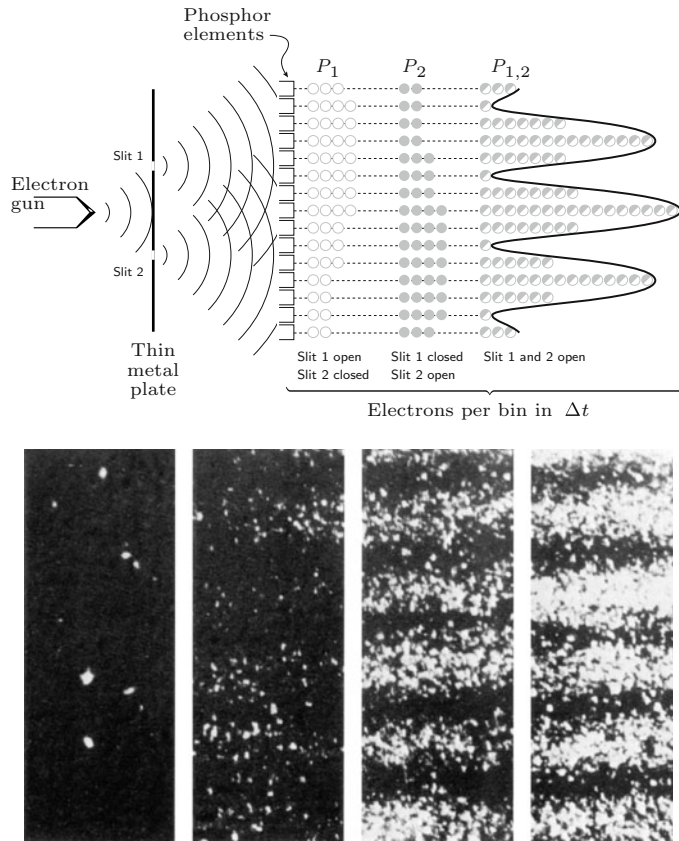 Phosphor
elements
P₁ P₂ P₁,₂
Slit 1
Electron
gun
Slit 2
Thin
metal
plate
Slit 1 open
Slit 2 closed
Slit 1 closed
Slit 2 open
Slit 1 and 2 open
Electrons per bin in Δt